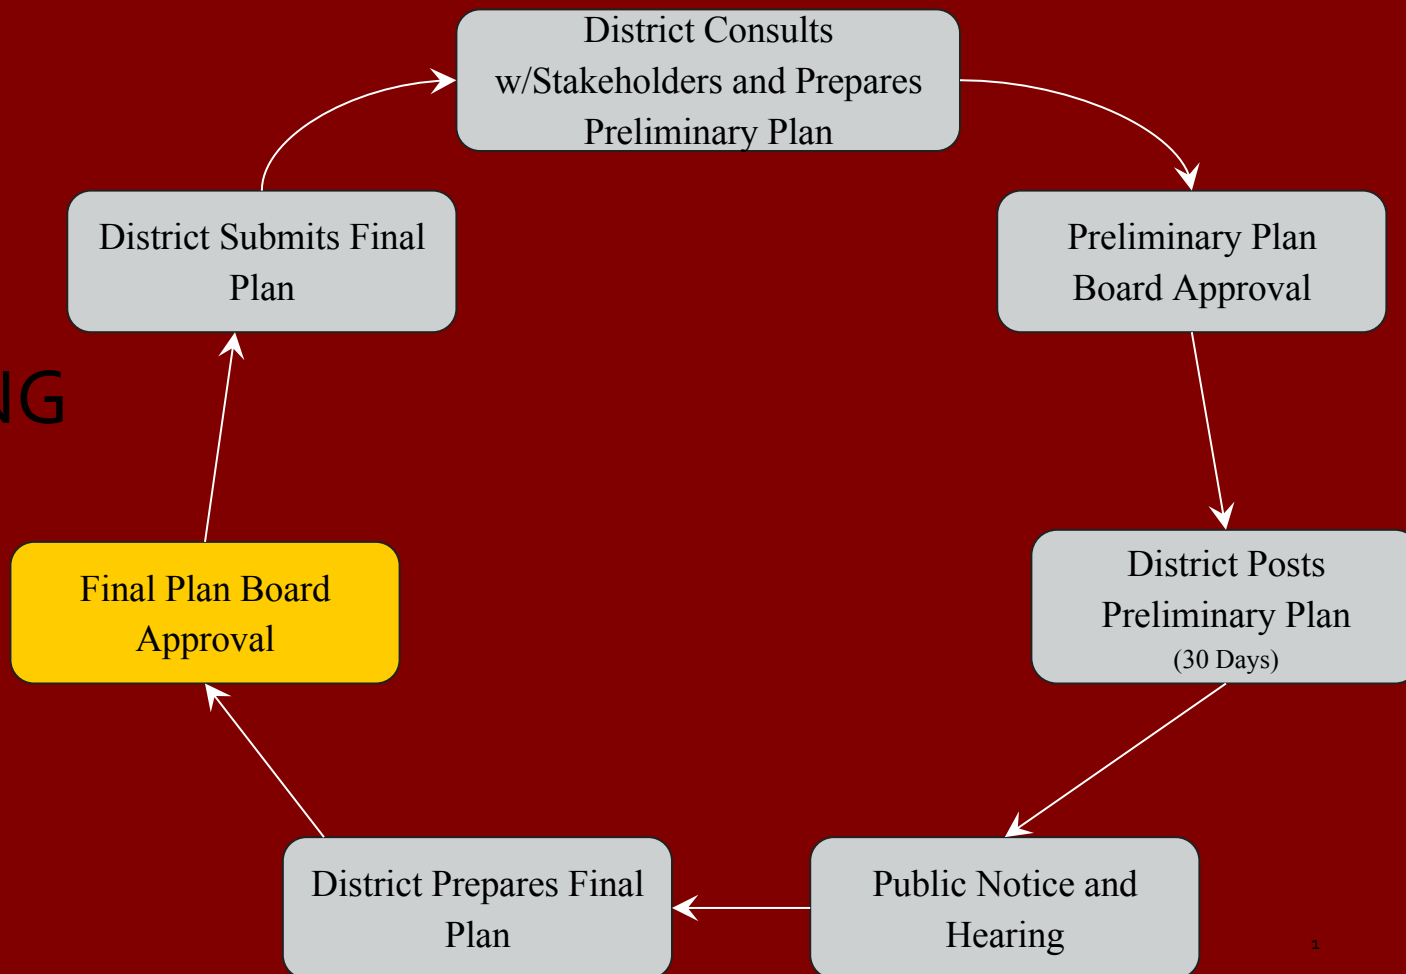 District Consults
w/Stakeholders and Prepares
Preliminary Plan
Preliminary Plan
Board Approval
District Posts
Preliminary Plan
(30 Days)
Public Notice and
Hearing
District Prepares Final
Plan
Final Plan Board
Approval
District Submits Final
Plan
NG
1